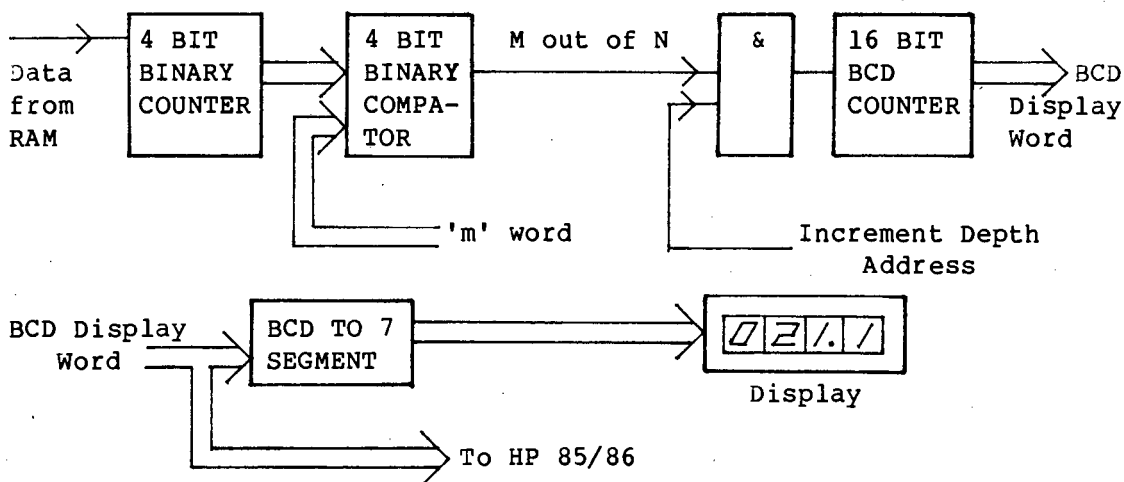 4 BIT
BINARY
COUNTER
4 BIT
BINARY
COMPA-
TOR
M out of N
&
16 BIT
BCD
COUNTER
Data
from
RAM
BCD
Display
Word
'm' word
Increment Depth
Address
BCD Display
Word
BCD TO 7
SEGMENT
021.1
Display
To HP 85/86